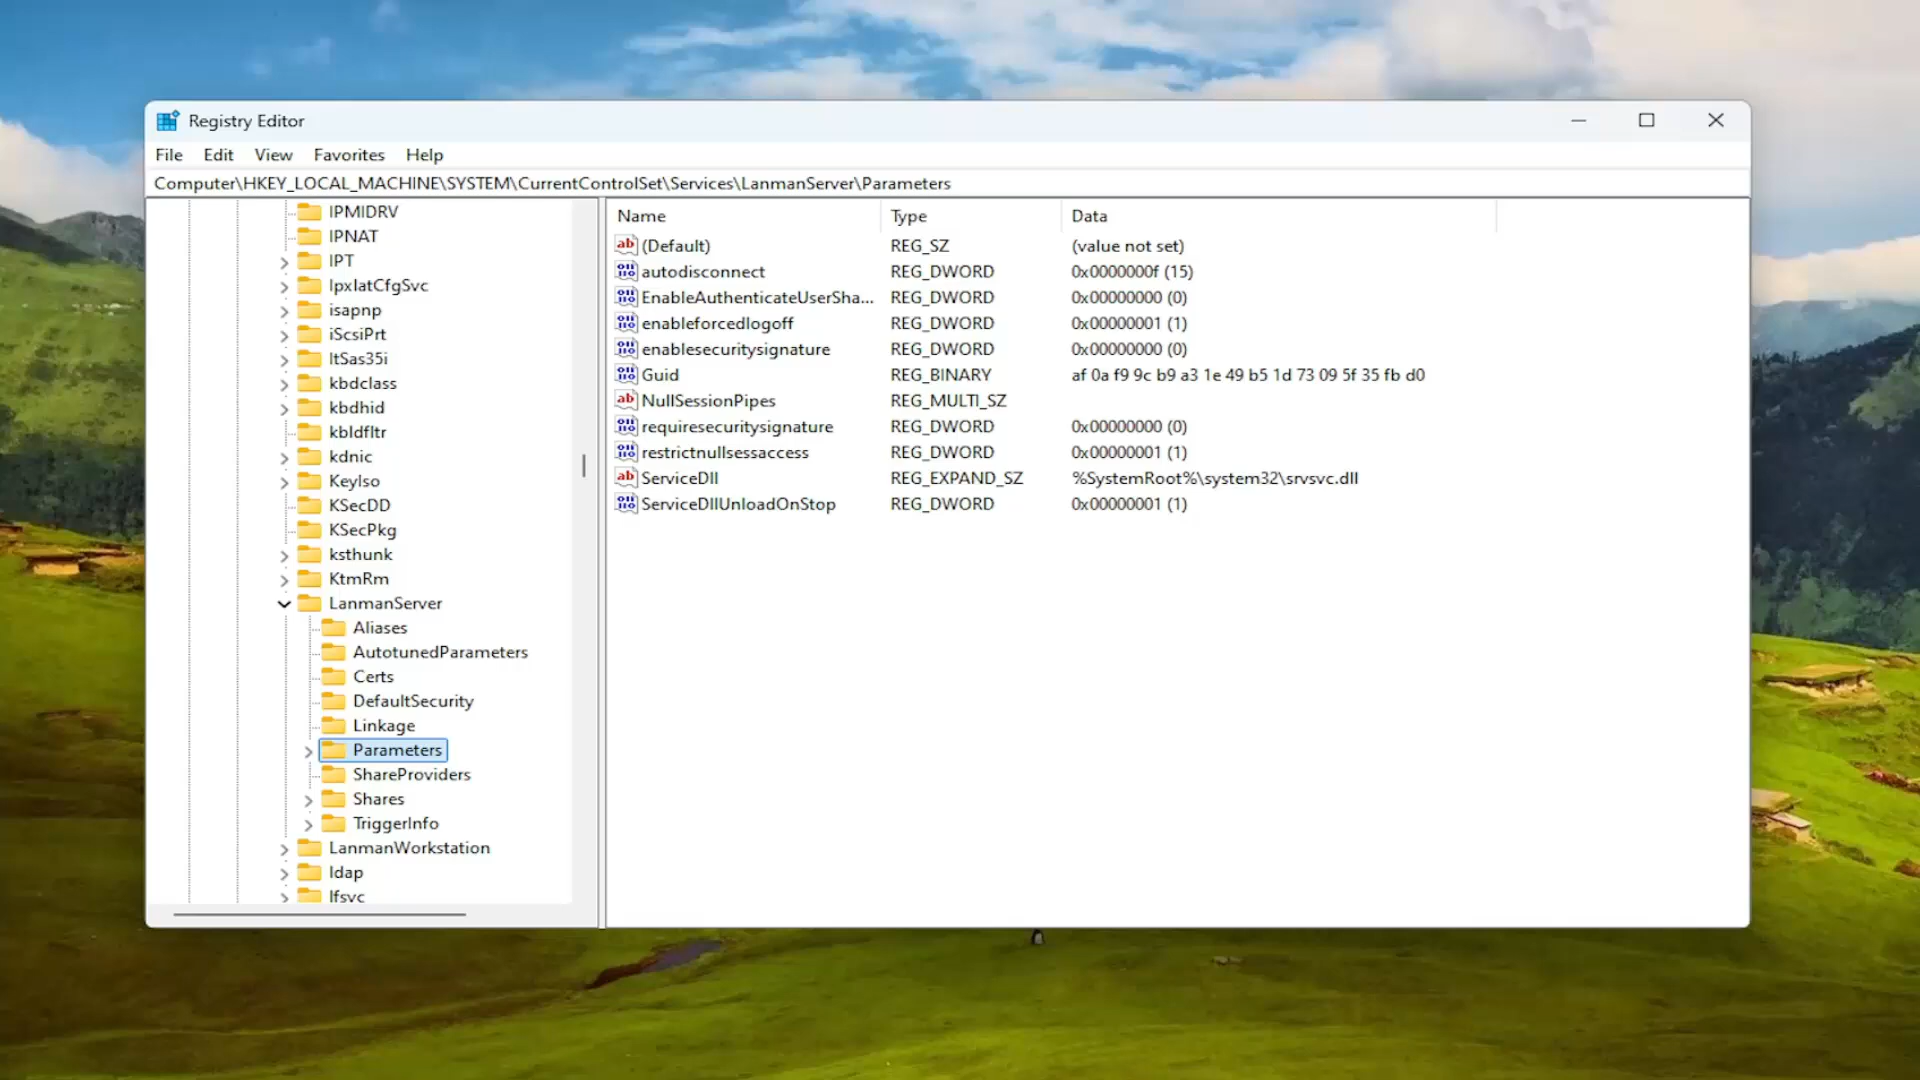 Registry Editor
File Edit View Favorites Help
Computer\HKEY_LOCAL_MACHINE\SYSTEM\CurrentControlSet\Services\LanmanServer\Parameters
IPMIDRV
IPNAT
IPT
IpxlatCfgSvc
isapnp
iScsiPrt
ItSas35i
kbdclass
kbdhid
kbldfltr
kdnic
KeyIso
KSecDD
KSecPkg
ksthunk
KtmRm
LanmanServer
Aliases
AutotunedParameters
Certs
DefaultSecurity
Linkage
Parameters
ShareProviders
Shares
TriggerInfo
LanmanWorkstation
ldap
lfsvc
Name Type Data
(Default) REG_SZ (value not set)
autodisconnect REG_DWORD 0x0000000f (15)
EnableAuthenticateUserSha... REG_DWORD 0x00000000 (0)
enableforcedlogoff REG_DWORD 0x00000001 (1)
enablesecuritysignature REG_DWORD 0x00000000 (0)
Guid REG_BINARY af 0a f9 9c b9 a3 1e 49 b5 1d 73 09 5f 35 fb d0
NullSessionPipes REG_MULTI_SZ
requiresecuritysignature REG_DWORD 0x00000000 (0)
restrictnullsessaccess REG_DWORD 0x00000001 (1)
ServiceDll REG_EXPAND_SZ %SystemRoot%\system32\srvsvc.dll
ServiceDllUnloadOnStop REG_DWORD 0x00000001 (1)